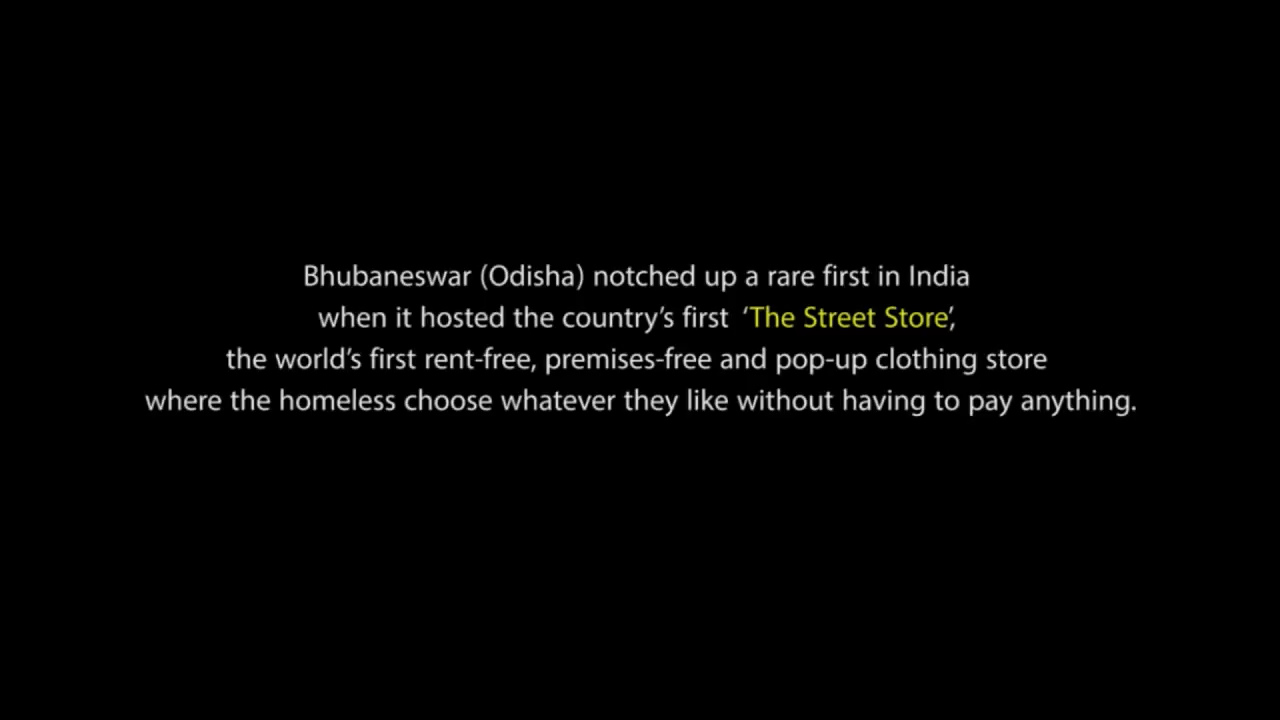 Bhubaneswar (Odisha) notched up a rare first in India
when it hosted the country’s first ‘The Street Store’,
the world’s first rent-free, premises-free and pop-up clothing store
where the homeless choose whatever they like without having to pay anything.